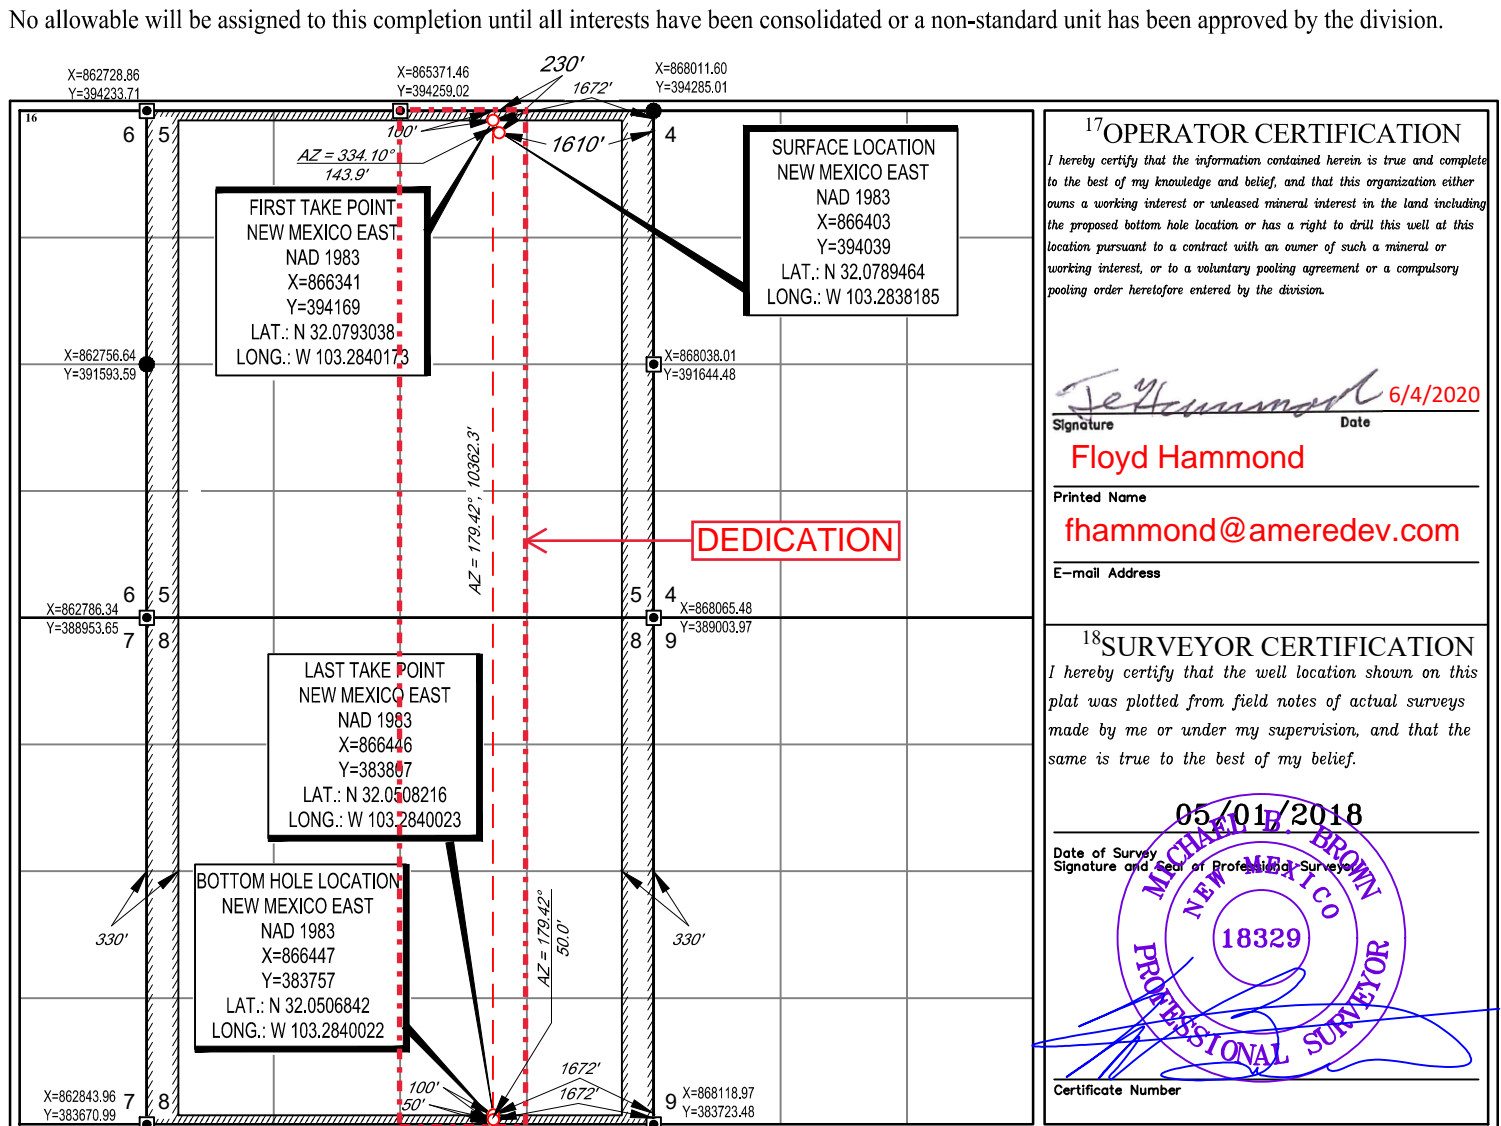 No allowable will be assigned to this completion until all interests have been consolidated or a non-standard unit has been approved by the division.
X=862728.86
Y=394233.71
X=865371.46
Y=394259.02
230'
1672'
X=868011.60
Y=394285.01
16
6 5
100'
1610'
4
AZ = 334.10°
143.9'
FIRST TAKE POINT
NEW MEXICO EAST
NAD 1983
X=866341
Y=394169
LAT.: N 32.0793038
LONG.: W 103.2840173
SURFACE LOCATION
NEW MEXICO EAST
NAD 1983
X=866403
Y=394039
LAT.: N 32.0789464
LONG.: W 103.2838185
X=862756.64
Y=391593.59
X=868038.01
Y=391644.48
AZ = 179.42°, 10362.3'
DEDICATION
6 5
5 4
X=862786.34
Y=388953.65
X=868065.48
Y=389003.97
7 8
8 9
LAST TAKE POINT
NEW MEXICO EAST
NAD 1983
X=866446
Y=383807
LAT.: N 32.0508216
LONG.: W 103.2840023
BOTTOM HOLE LOCATION
NEW MEXICO EAST
NAD 1983
X=866447
Y=383757
LAT.: N 32.0506842
LONG.: W 103.2840022
330'
330'
AZ = 179.42°
50.0'
100'
50'
1672'
1672'
X=862843.96
Y=383670.99
7 8
9
X=868118.97
Y=383723.48
17OPERATOR CERTIFICATION
I hereby certify that the information contained herein is true and complete
to the best of my knowledge and belief, and that this organization either
owns a working interest or unleased mineral interest in the land including
the proposed bottom hole location or has a right to drill this well at this
location pursuant to a contract with an owner of such a mineral or
working interest, or to a voluntary pooling agreement or a compulsory
pooling order heretofore entered by the division.
6/4/2020
Signature Date
Floyd Hammond
Printed Name
fhammond@ameredev.com
E-mail Address
18SURVEYOR CERTIFICATION
I hereby certify that the well location shown on this
plat was plotted from field notes of actual surveys
made by me or under my supervision, and that the
same is true to the best of my belief.
05/01/2018
Date of Survey
Signature and Seal of Professional Surveyor
MICHAEL B. BROWN
NEW MEXICO
18329
PROFESSIONAL SURVEYOR
Certificate Number